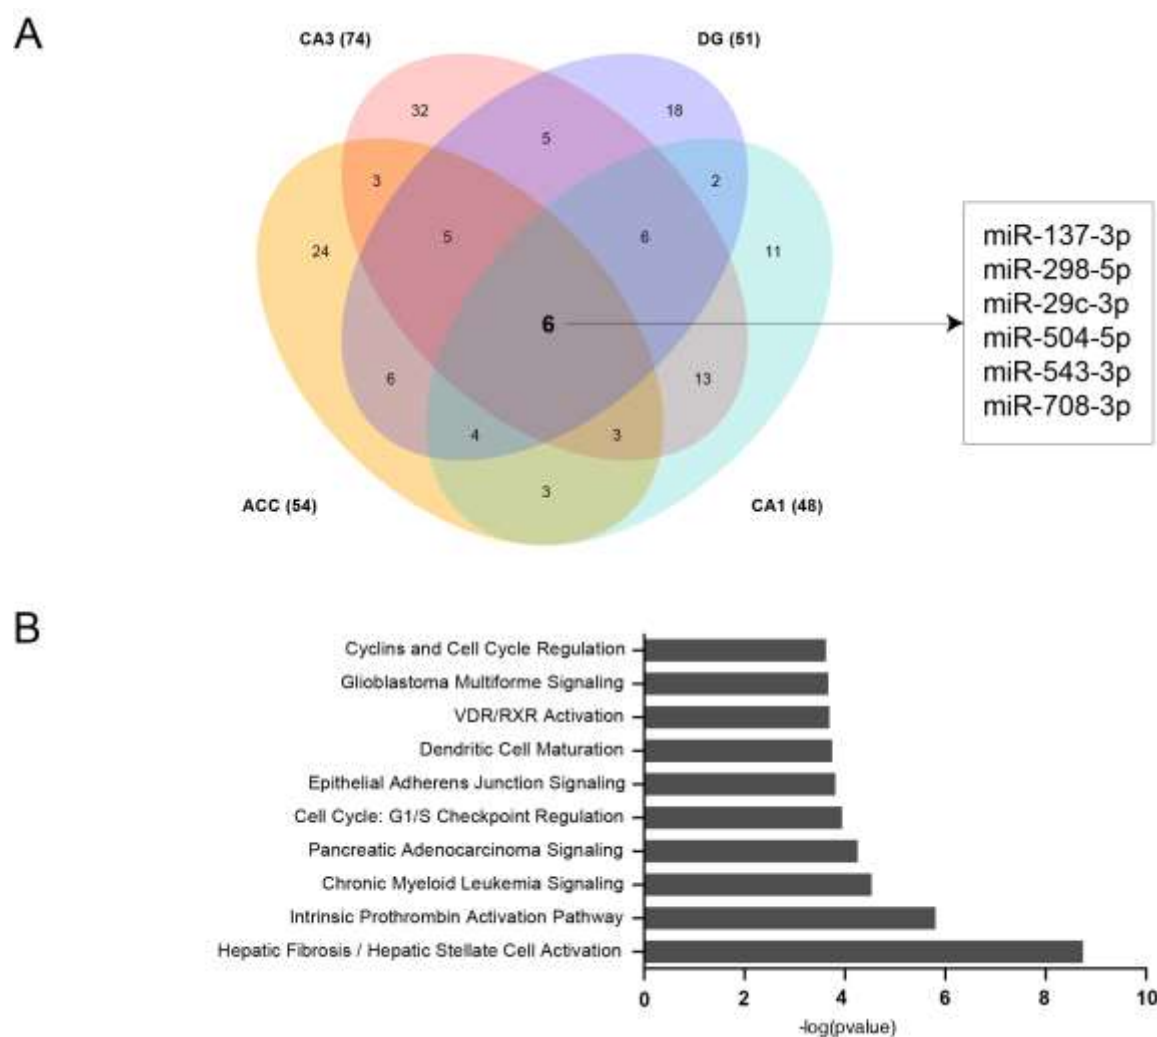 A
CA3 (74)
DG (51)
32
5
18
3
2
5
6
24
11
6
6
13
4
3
3
ACC (54)
CA1 (48)
miR-137-3p
miR-298-5p
miR-29c-3p
miR-504-5p
miR-543-3p
miR-708-3p
B
Cyclins and Cell Cycle Regulation
Glioblastoma Multiforme Signaling
VDR/RXR Activation
Dendritic Cell Maturation
Epithelial Adherens Junction Signaling
Cell Cycle: G1/S Checkpoint Regulation
Pancreatic Adenocarcinoma Signaling
Chronic Myeloid Leukemia Signaling
Intrinsic Prothrombin Activation Pathway
Hepatic Fibrosis / Hepatic Stellate Cell Activation
0 2 4 6 8 10
-log(pvalue)